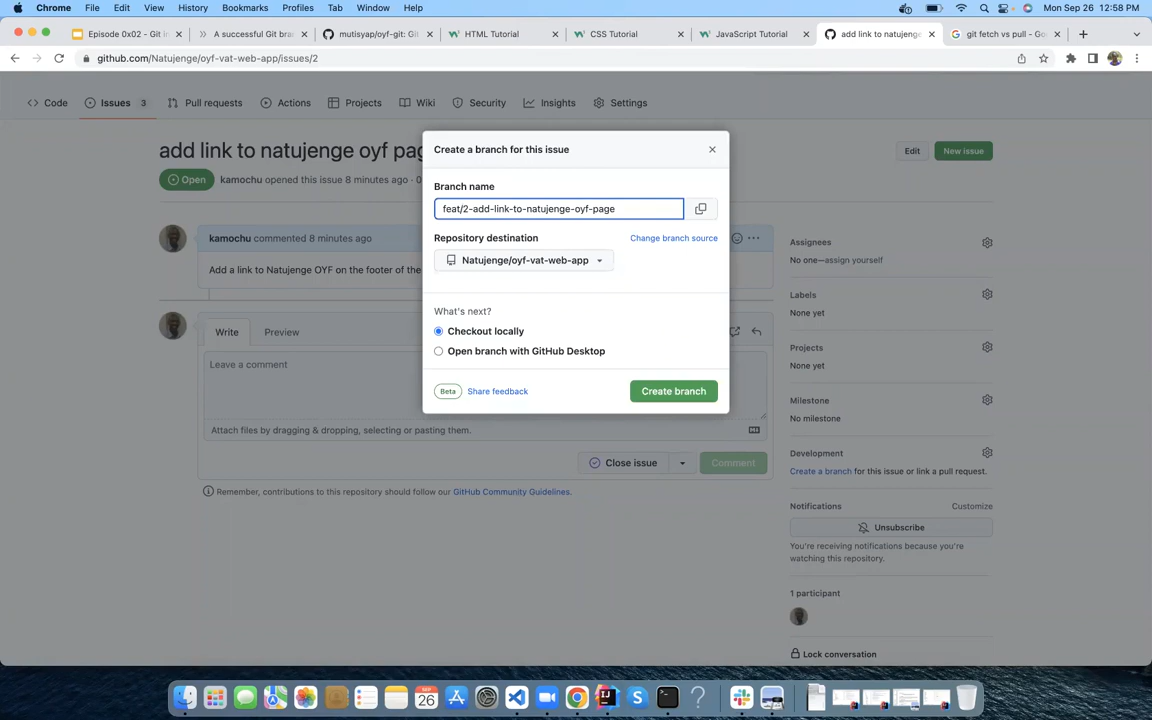 Chrome File Edit View History Bookmarks Profiles Tab Window Help Mon Sep 26 12:58 PM
Episode 0x02 - Git in
A successful Git bra
mutisyap/oyf-git: Git
HTML Tutorial
CSS Tutorial
JavaScript Tutorial
add link to natujenge
git fetch vs pull - Go
github.com/Natujenge/oyf-vat-web-app/issues/2
Code Issues 3 Pull requests Actions Projects Wiki Security Insights Settings
add link to natujenge oyf pag
Edit
New issue
Open
kamochu opened this issue 8 minutes ago ·
kamochu commented 8 minutes ago
Add a link to Natujenge OYF on the footer of the
Create a branch for this issue
Branch name
feat/2-add-link-to-natujenge-oyf-page
Repository destination
Change branch source
Natujenge/oyf-vat-web-app
What's next?
Checkout locally
Open branch with GitHub Desktop
Beta
Share feedback
Create branch
Write
Preview
Leave a comment
Attach files by dragging & dropping, selecting or pasting them.
Close issue
Comment
Remember, contributions to this repository should follow our GitHub Community Guidelines.
Assignees
No one—assign yourself
Labels
None yet
Projects
None yet
Milestone
No milestone
Development
Create a branch for this issue or link a pull request.
Notifications
Customize
Unsubscribe
You're receiving notifications because you're
watching this repository.
1 participant
Lock conversation
SEP
26